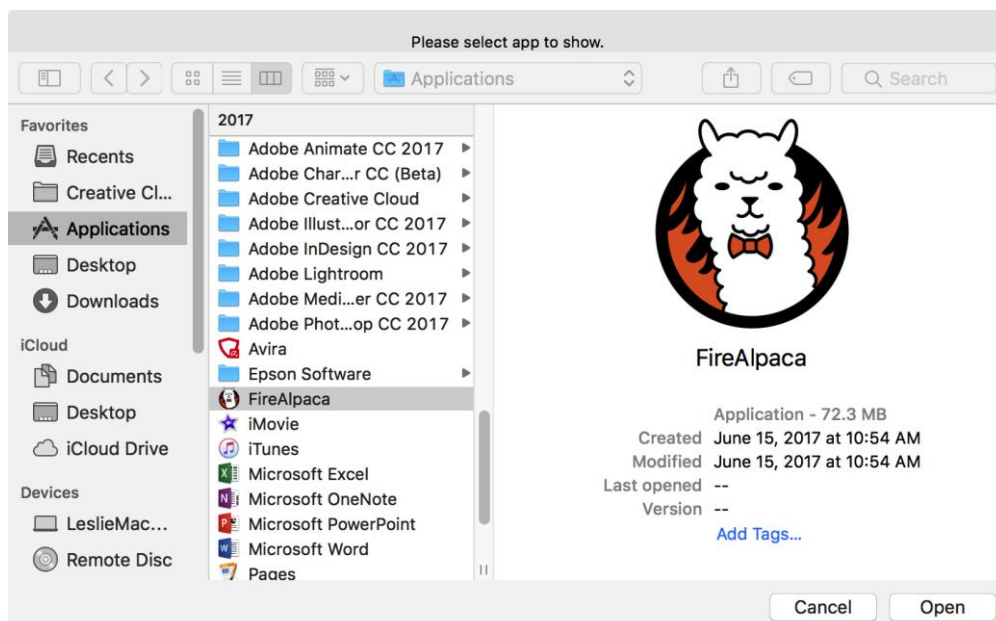 Please select app to show.
Applications
Search
Favorites
Recents
Creative Cl...
Applications
Desktop
Downloads
iCloud
Documents
Desktop
iCloud Drive
Devices
LeslieMac...
Remote Disc
2017
Adobe Animate CC 2017
Adobe Char...r CC (Beta)
Adobe Creative Cloud
Adobe Illust...or CC 2017
Adobe InDesign CC 2017
Adobe Lightroom
Adobe Medi...er CC 2017
Adobe Phot...op CC 2017
Avira
Epson Software
FireAlpaca
iMovie
iTunes
Microsoft Excel
Microsoft OneNote
Microsoft PowerPoint
Microsoft Word
Pages
FireAlpaca
Application - 72.3 MB
Created June 15, 2017 at 10:54 AM
Modified June 15, 2017 at 10:54 AM
Last opened --
Version --
Add Tags...
Cancel
Open